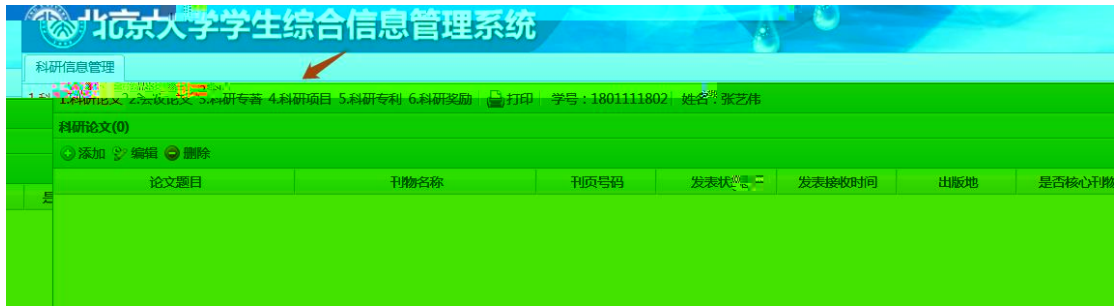 北京大学学生综合信息管理系统
科研信息管理
1.科研论文 2.会议论文 3.科研专著 4.科研项目 5.科研专利 6.科研奖励 打印 学号：1801111802 姓名：张艺伟
科研论文(0)
添加 编辑 删除
论文题目 刊物名称 刊页号码 发表状 发表接收时间 出版地 是否核心刊物
是